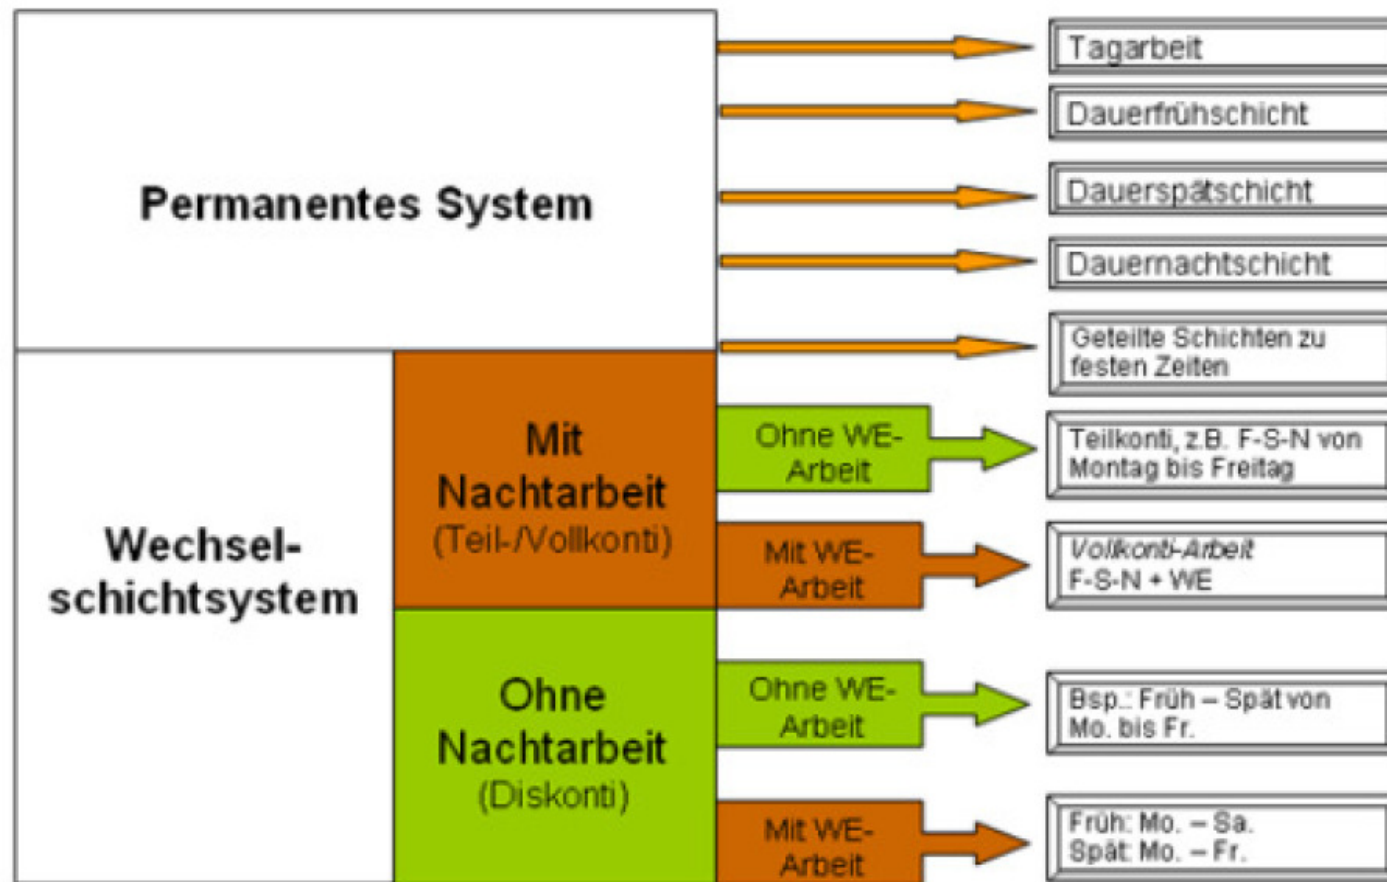 Permanentes System
Tagarbeit
Dauerfrühschicht
Dauerspätschicht
Dauernachtschicht
Geteilte Schichten zu
festen Zeiten
Wechsel-
schichtsystem
Mit
Nachtarbeit
(Teil-/Vollkonti)
Ohne WE-
Arbeit
Teilkonti, z.B. F-S-N von
Montag bis Freitag
Mit WE-
Arbeit
Vollkonti-Arbeit
F-S-N + WE
Ohne
Nachtarbeit
(Diskonti)
Ohne WE-
Arbeit
Bsp.: Früh – Spät von
Mo. bis Fr.
Mit WE-
Arbeit
Früh: Mo. – Sa.
Spät: Mo. – Fr.